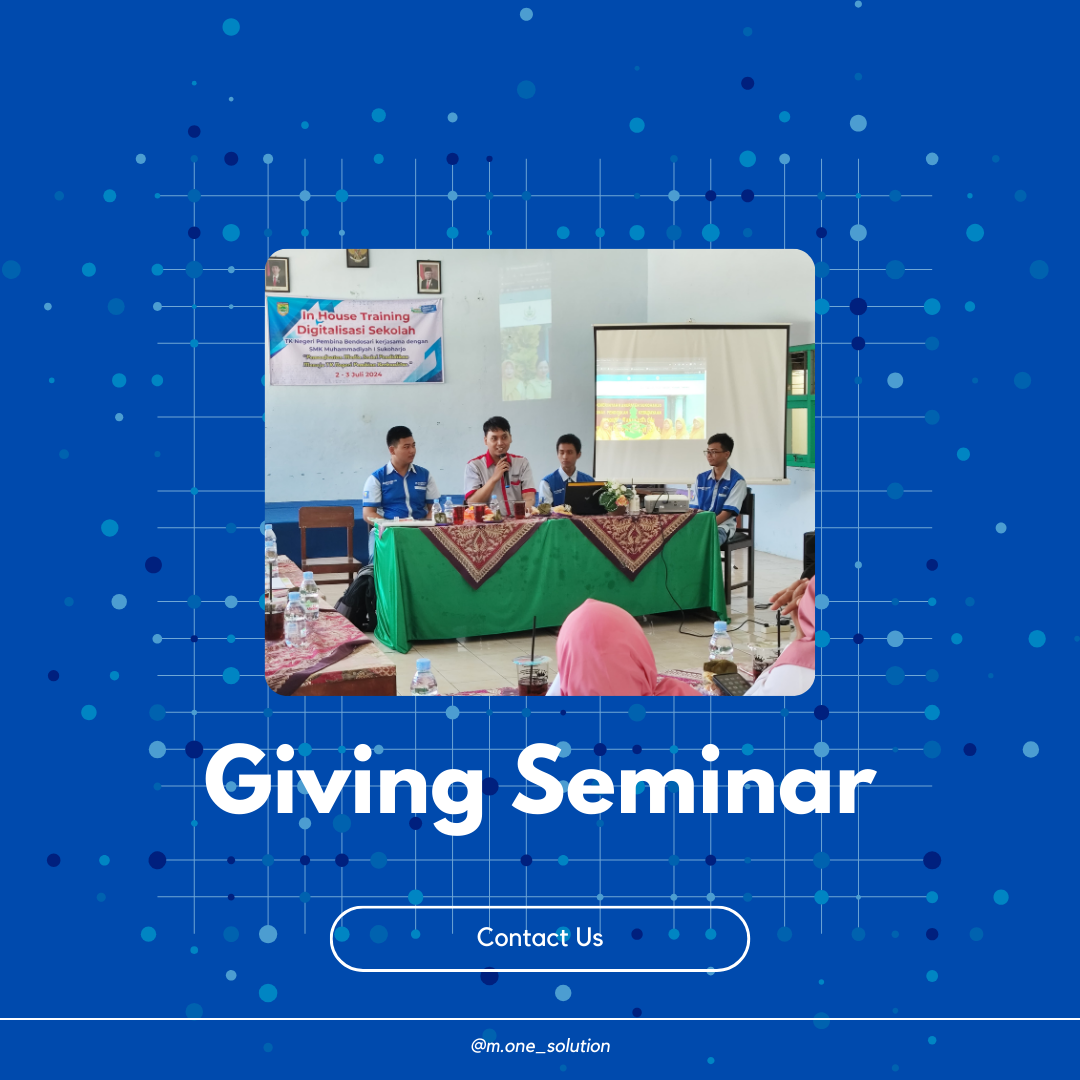 In House Training
Digitalisasi Sekolah
TK Negeri Pembina Bendosari kerjasama dengan
SMK Muhammadiyah 1 Sukoharjo
2 - 3 Juli 2024
Giving Seminar
Contact Us
@m.one_solution